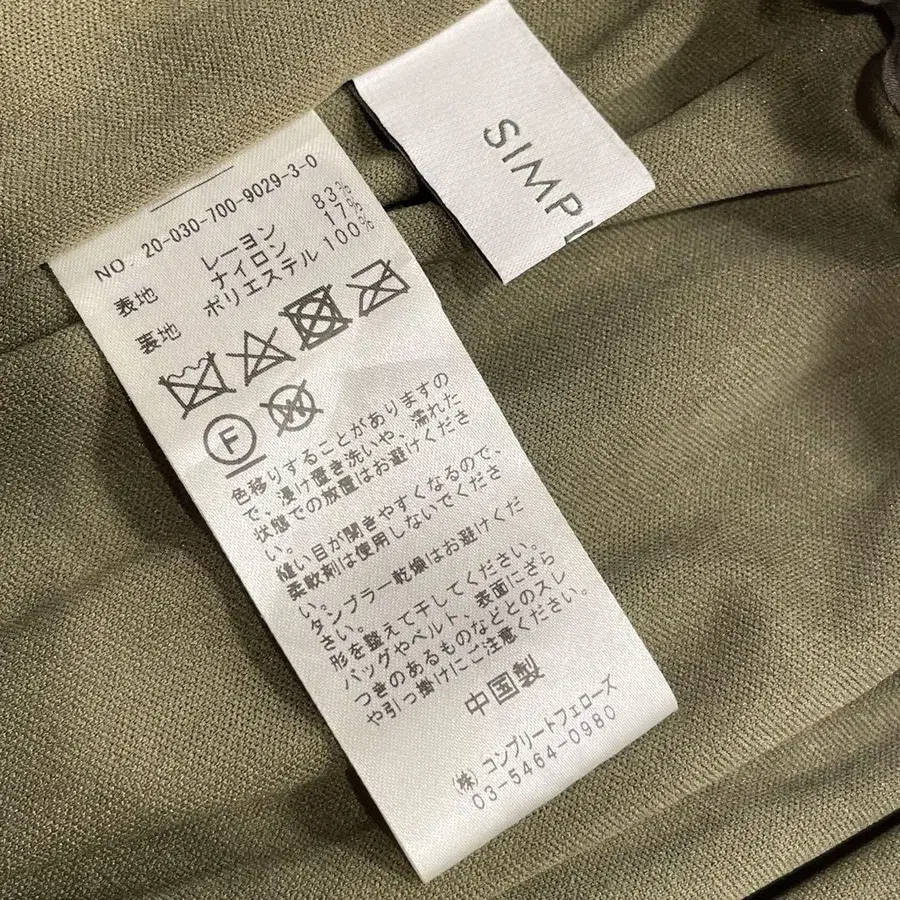 SIMPL
NO. 20-030-700-9029-3-0
表地 レーヨン 83%
ナイロン 17%
裏地 ポリエステル 100%
F W
色移りすることがありますの
で、浸け置き洗いや、濡れた
状態での放置はお避けくださ
い。
縫い目が開きやすくなるので、
柔軟剤は使用しないでくださ
い。
タンブラー乾燥はお避けくだ
さい。
形を整えて干してください。
バッグやベルト、表面にざら
つきのあるものなどとのスレ
や引っ掛けにご注意ください。
中国製
(株)コンプリートフェローズ
03-5464-0980